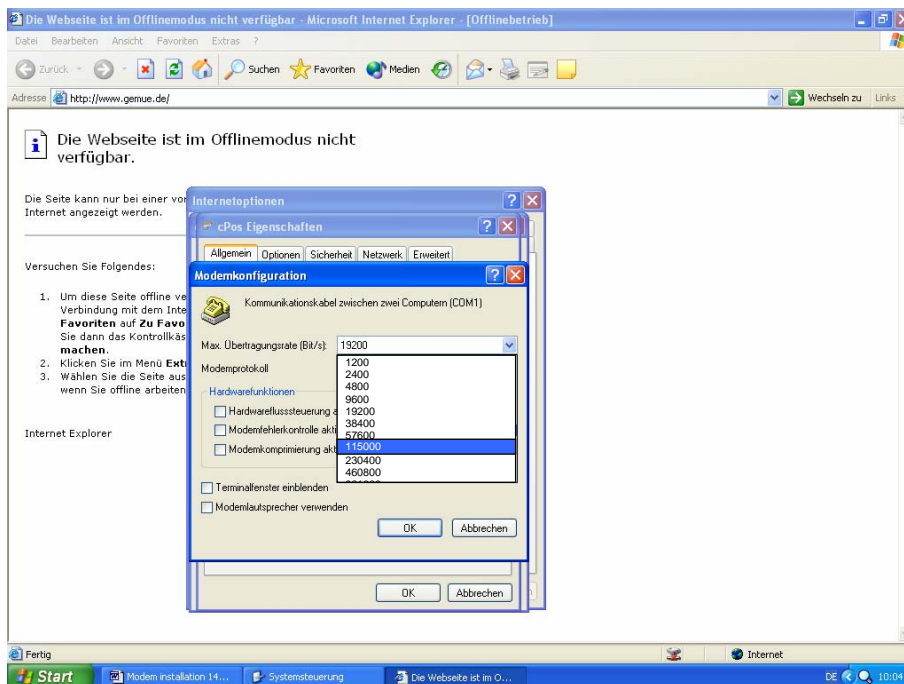 Die Webseite ist im Offlinemodus nicht verfügbar - Microsoft Internet Explorer - [Offlinebetrieb]
Datei Bearbeiten Ansicht Favoriten Extras ?
Zurück Suchen Favoriten Medien
Adresse http://www.gemue.de/ Wechseln zu Links
Die Webseite ist im Offlinemodus nicht
verfügbar.
Die Seite kann nur bei einer vor
Internet angezeigt werden.
Versuchen Sie Folgendes:
1. Um diese Seite offline ve
Verbindung mit dem Inte
Favoriten auf Zu Favo
Sie dann das Kontrollkäs
machen.
2. Klicken Sie im Menü Ext
3. Wählen Sie die Seite aus
wenn Sie offline arbeiten
Internet Explorer
Internetoptionen
cPos Eigenschaften
Allgemein Optionen Sicherheit Netzwerk Erweitert
Modemkonfiguration
Kommunikationskabel zwischen zwei Computern (COM1)
Max. Übertragungsrate (Bit/s): 19200
Modemprotokoll
Hardwarefunktionen
Hardwareflusssteuerung a
Modemfehlerkontrolle akti
Modemkomprimierung akt
1200
2400
4800
9600
19200
38400
57600
115000
230400
460800
Terminalfenster einblenden
Modemlautsprecher verwenden
OK Abbrechen
OK Abbrechen
Fertig Internet
Start Modem installation 14... Systemsteuerung Die Webseite ist im O... DE 10:04